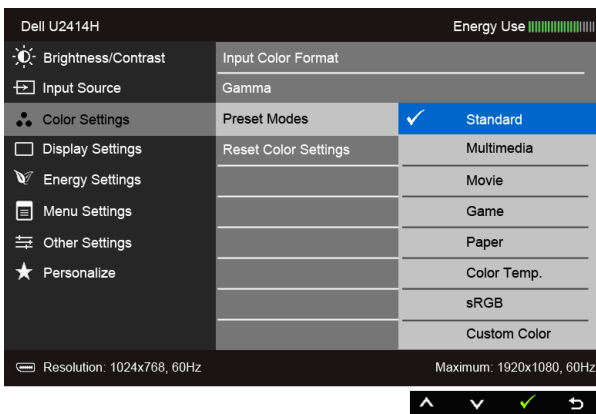 Dell U2414H
Energy Use
Brightness/Contrast
Input Source
Color Settings
Display Settings
Energy Settings
Menu Settings
Other Settings
Personalize
Input Color Format
Gamma
Preset Modes
Reset Color Settings
Standard
Multimedia
Movie
Game
Paper
Color Temp.
sRGB
Custom Color
Resolution: 1024x768, 60Hz
Maximum: 1920x1080, 60Hz